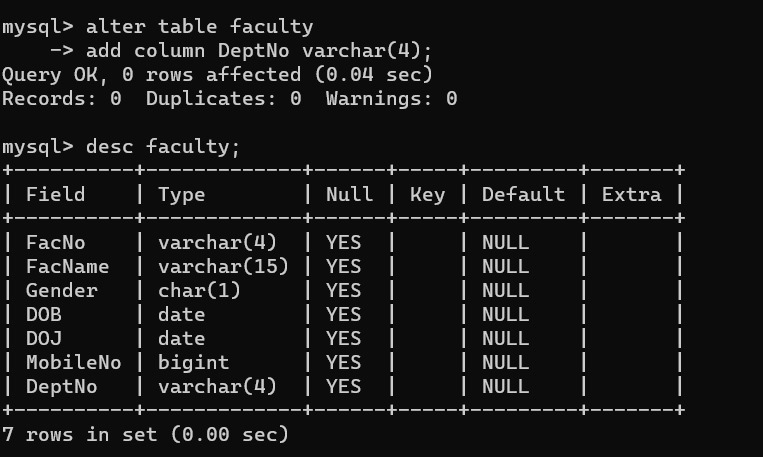 mysql> alter table faculty
    -> add column DeptNo varchar(4);
Query OK, 0 rows affected (0.04 sec)
Records: 0  Duplicates: 0  Warnings: 0

mysql> desc faculty;
+----------+-------------+------+-----+---------+-------+
| Field    | Type        | Null | Key | Default | Extra |
+----------+-------------+------+-----+---------+-------+
| FacNo    | varchar(4)  | YES  |     | NULL    |       |
| FacName  | varchar(15) | YES  |     | NULL    |       |
| Gender   | char(1)     | YES  |     | NULL    |       |
| DOB      | date        | YES  |     | NULL    |       |
| DOJ      | date        | YES  |     | NULL    |       |
| MobileNo | bigint      | YES  |     | NULL    |       |
| DeptNo   | varchar(4)  | YES  |     | NULL    |       |
+----------+-------------+------+-----+---------+-------+
7 rows in set (0.00 sec)